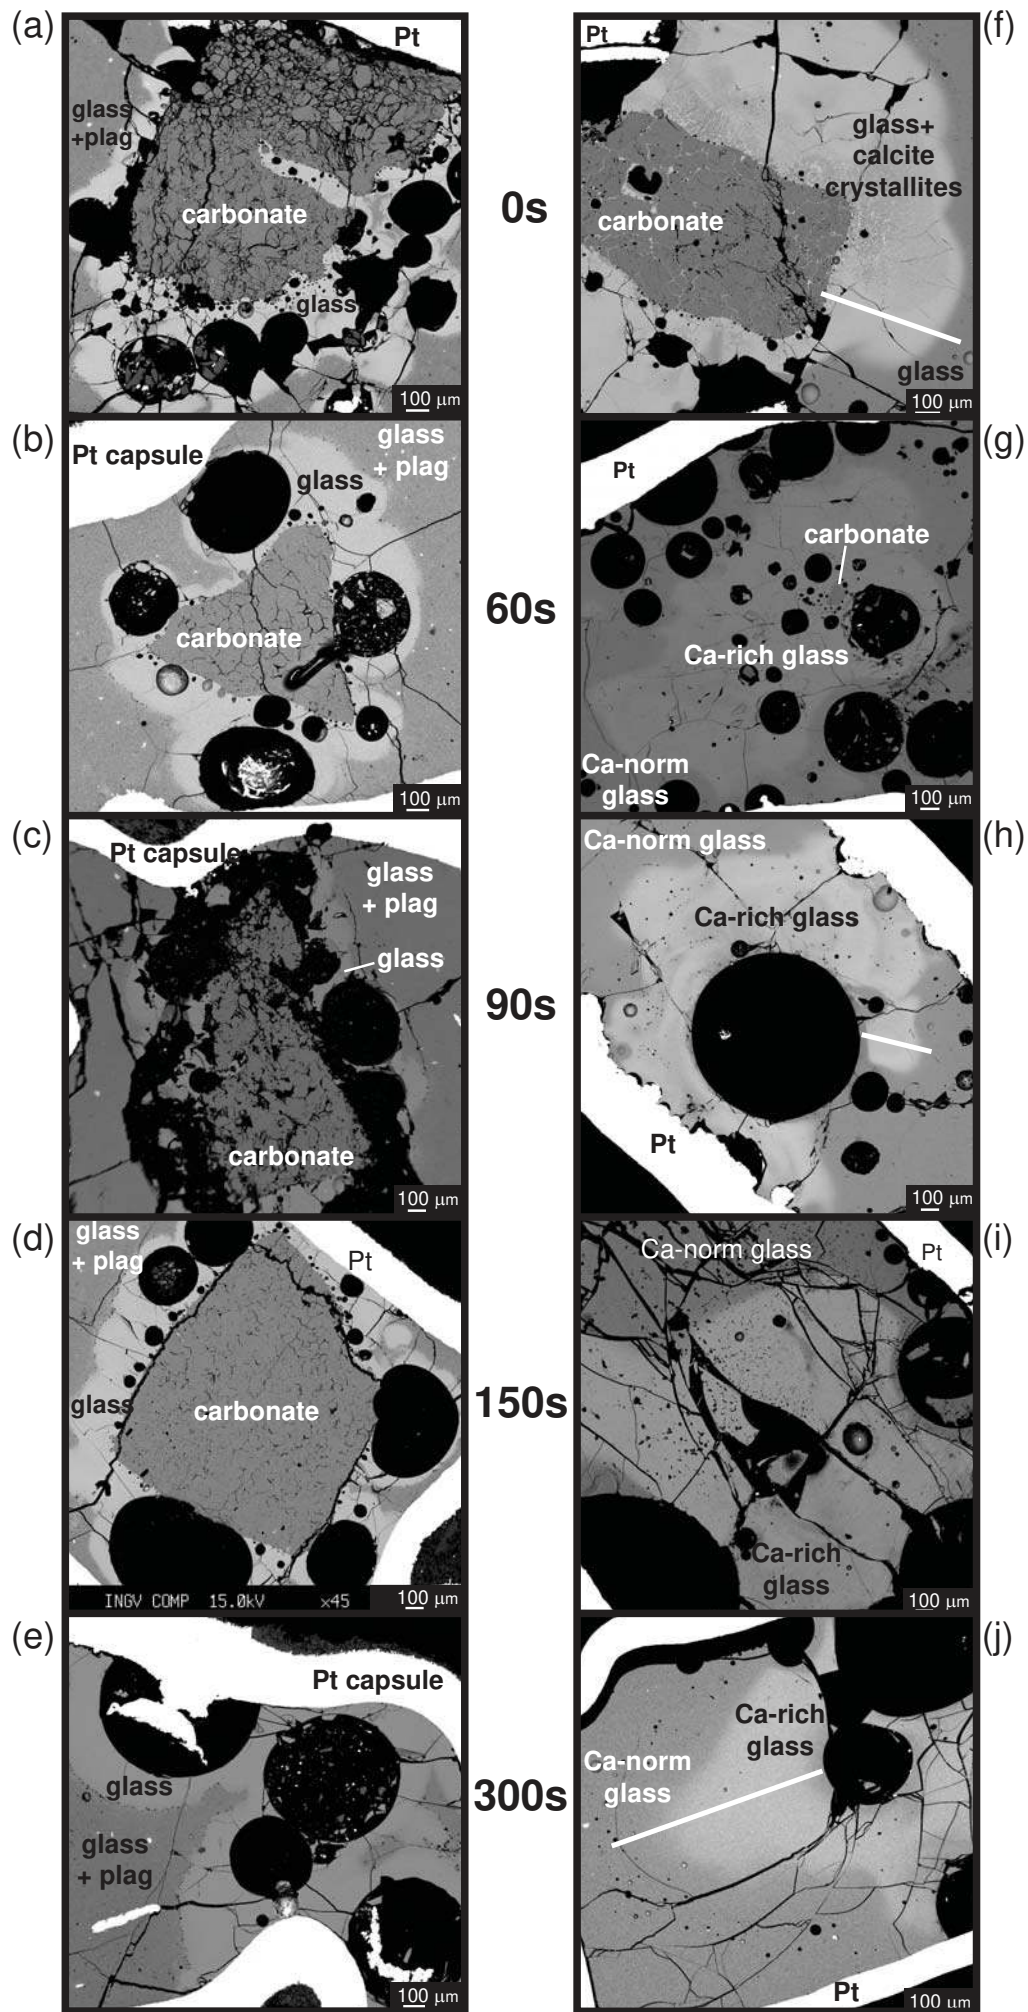 (a)
Pt
glass
+plag
carbonate
glass
100 μm
0s
(f)
Pt
glass+
calcite
crystallites
carbonate
glass
100 μm
(b)
Pt capsule
glass
+ plag
glass
carbonate
100 μm
60s
(g)
Pt
carbonate
Ca-rich glass
Ca-norm
glass
100 μm
(c)
Pt capsule
glass
+ plag
glass
carbonate
100 μm
90s
(h)
Ca-norm glass
Ca-rich glass
Pt
100 μm
(d)
glass
+ plag
Pt
glass
carbonate
INGV COMP 15.0kV ×45
100 μm
150s
(i)
Ca-norm glass
Pt
Ca-rich
glass
100 μm
(e)
Pt capsule
glass
glass
+ plag
100 μm
300s
(j)
Ca-rich
glass
Ca-norm
glass
Pt
100 μm